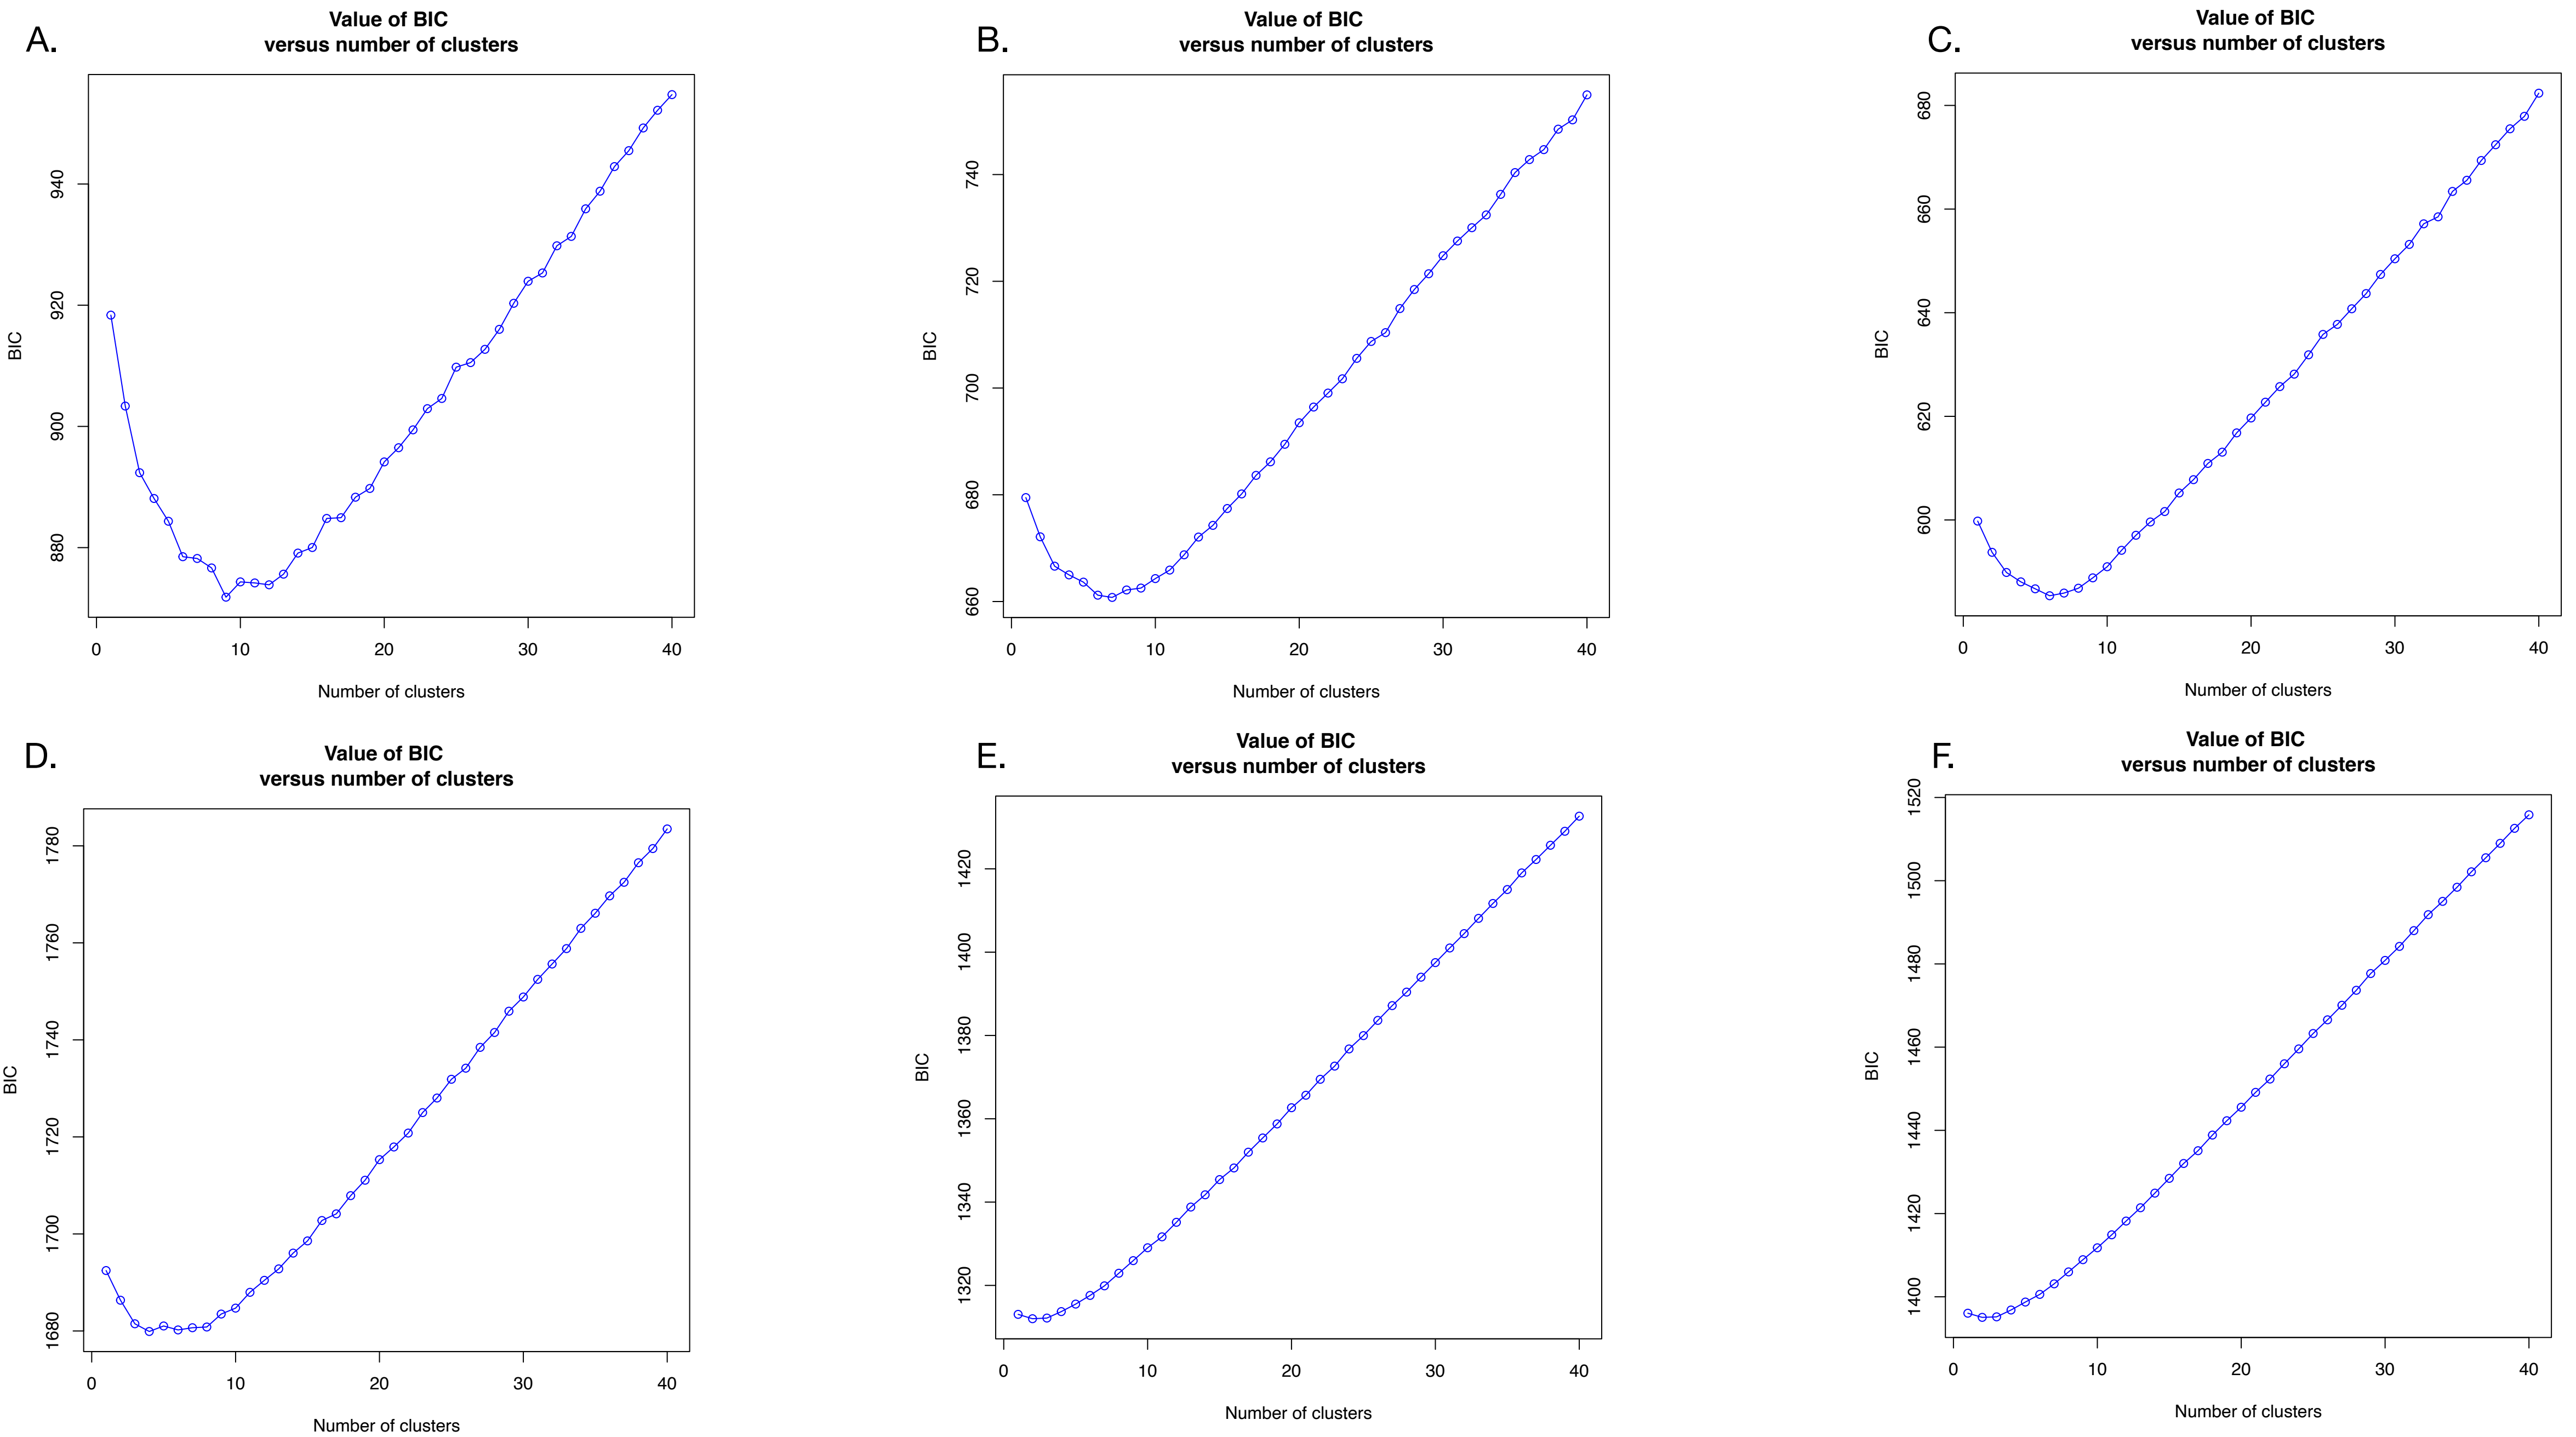 A.
Value of BIC
versus number of clusters
BIC
940
920
900
880
0 10 20 30 40
Number of clusters
B.
Value of BIC
versus number of clusters
BIC
740
720
700
680
660
0 10 20 30 40
Number of clusters
C.
Value of BIC
versus number of clusters
BIC
680
660
640
620
600
0 10 20 30 40
Number of clusters
D.
Value of BIC
versus number of clusters
BIC
1780
1760
1740
1720
1700
1680
0 10 20 30 40
Number of clusters
E.
Value of BIC
versus number of clusters
BIC
1420
1400
1380
1360
1340
1320
0 10 20 30 40
Number of clusters
F.
Value of BIC
versus number of clusters
BIC
1520
1500
1480
1460
1440
1420
1400
0 10 20 30 40
Number of clusters